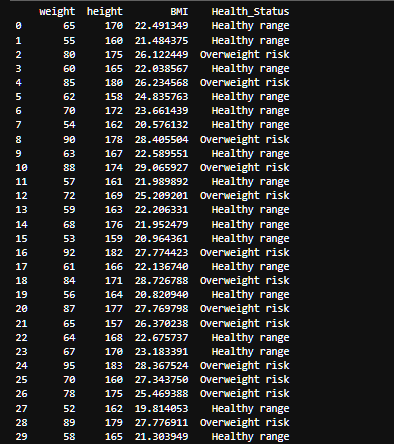 weight height BMI Health_Status
0 65 170 22.491349 Healthy range
1 55 160 21.484375 Healthy range
2 80 175 26.122449 Overweight risk
3 60 165 22.038567 Healthy range
4 85 180 26.234568 Overweight risk
5 62 158 24.835763 Healthy range
6 70 172 23.661439 Healthy range
7 54 162 20.576132 Healthy range
8 90 178 28.405504 Overweight risk
9 63 167 22.589551 Healthy range
10 88 174 29.065927 Overweight risk
11 57 161 21.989892 Healthy range
12 72 169 25.209201 Overweight risk
13 59 163 22.206331 Healthy range
14 68 176 21.952479 Healthy range
15 53 159 20.964361 Healthy range
16 92 182 27.774423 Overweight risk
17 61 166 22.136740 Healthy range
18 84 171 28.726788 Overweight risk
19 56 164 20.820940 Healthy range
20 87 177 27.769798 Overweight risk
21 65 157 26.370238 Overweight risk
22 64 168 22.675737 Healthy range
23 67 170 23.183391 Healthy range
24 95 183 28.367524 Overweight risk
25 70 160 27.343750 Overweight risk
26 78 175 25.469388 Overweight risk
27 52 162 19.814053 Healthy range
28 89 179 27.776911 Overweight risk
29 58 165 21.303949 Healthy range